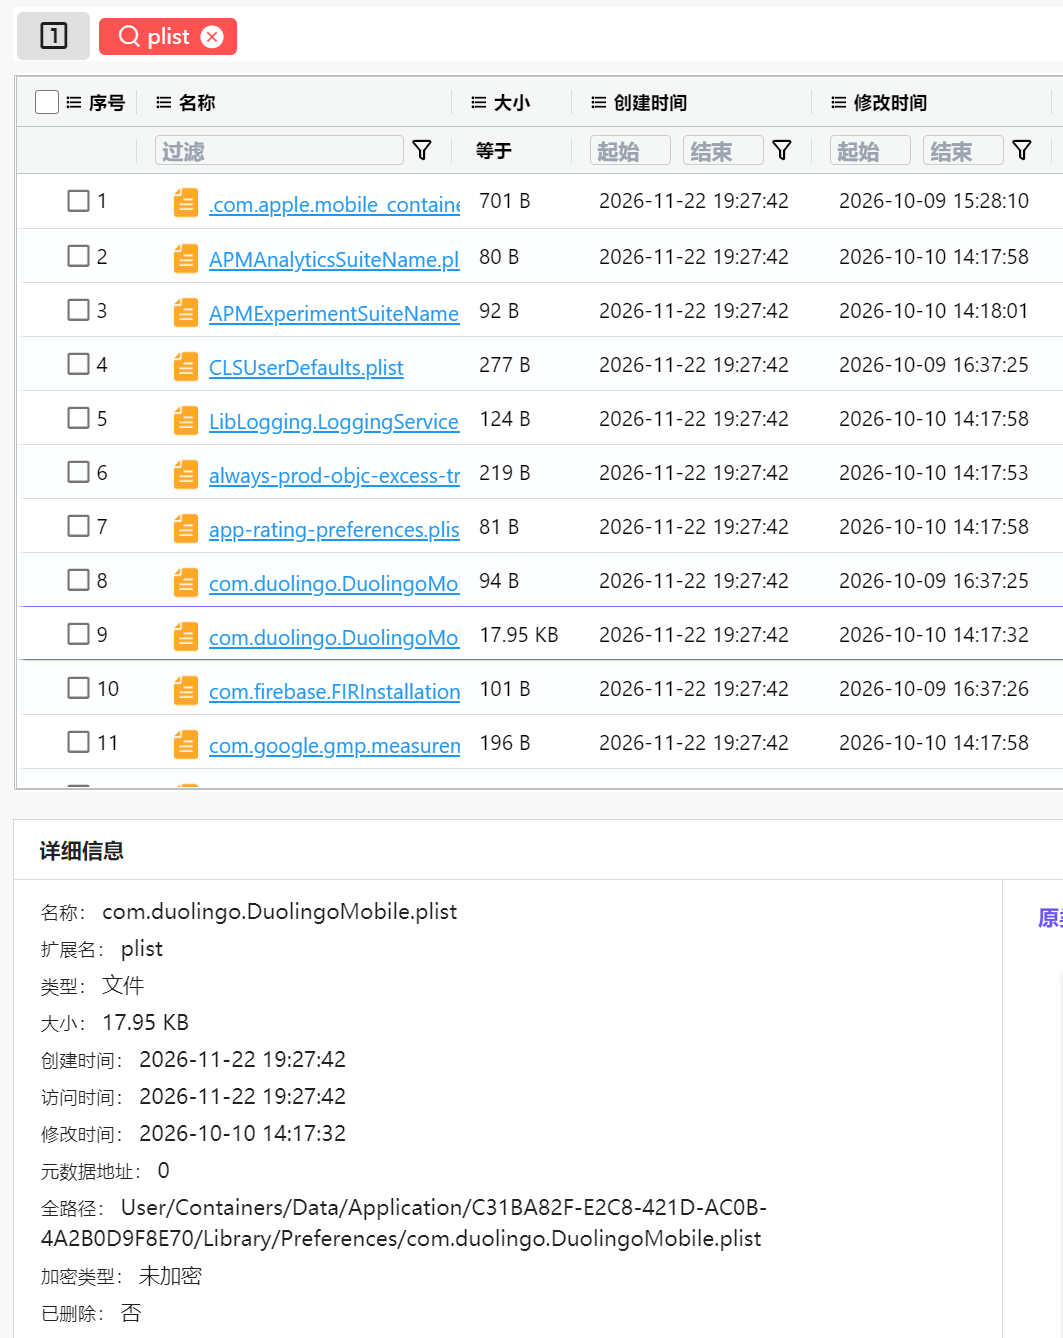 1 plist
序号 名称 大小 创建时间 修改时间
过滤 等于 起始 结束 起始 结束
1 .com.apple.mobile_containe 701 B 2026-11-22 19:27:42 2026-10-09 15:28:10
2 APMAnalyticsSuiteName.pl 80 B 2026-11-22 19:27:42 2026-10-10 14:17:58
3 APMExperimentSuiteName 92 B 2026-11-22 19:27:42 2026-10-10 14:18:01
4 CLSUserDefaults.plist 277 B 2026-11-22 19:27:42 2026-10-09 16:37:25
5 LibLogging.LoggingService 124 B 2026-11-22 19:27:42 2026-10-10 14:17:58
6 always-prod-objc-excess-tr 219 B 2026-11-22 19:27:42 2026-10-10 14:17:53
7 app-rating-preferences.plis 81 B 2026-11-22 19:27:42 2026-10-10 14:17:58
8 com.duolingo.DuolingoMo 94 B 2026-11-22 19:27:42 2026-10-09 16:37:25
9 com.duolingo.DuolingoMo 17.95 KB 2026-11-22 19:27:42 2026-10-10 14:17:32
10 com.firebase.FIRInstallation 101 B 2026-11-22 19:27:42 2026-10-09 16:37:26
11 com.google.gmp.measurem 196 B 2026-11-22 19:27:42 2026-10-10 14:17:58
详细信息
名称： com.duolingo.DuolingoMobile.plist
原
扩展名： plist
类型： 文件
大小： 17.95 KB
创建时间： 2026-11-22 19:27:42
访问时间： 2026-11-22 19:27:42
修改时间： 2026-10-10 14:17:32
元数据地址： 0
全路径： User/Containers/Data/Application/C31BA82F-E2C8-421D-AC0B-
4A2B0D9F8E70/Library/Preferences/com.duolingo.DuolingoMobile.plist
加密类型： 未加密
已删除： 否